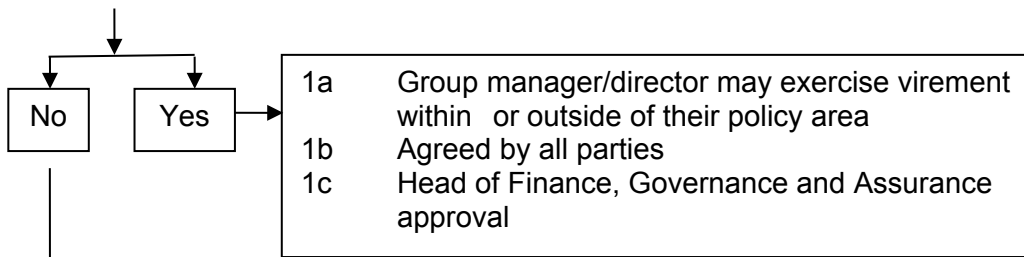 No
Yes
1a Group manager/director may exercise virement
within or outside of their policy area
1b Agreed by all parties
1c Head of Finance, Governance and Assurance
approval